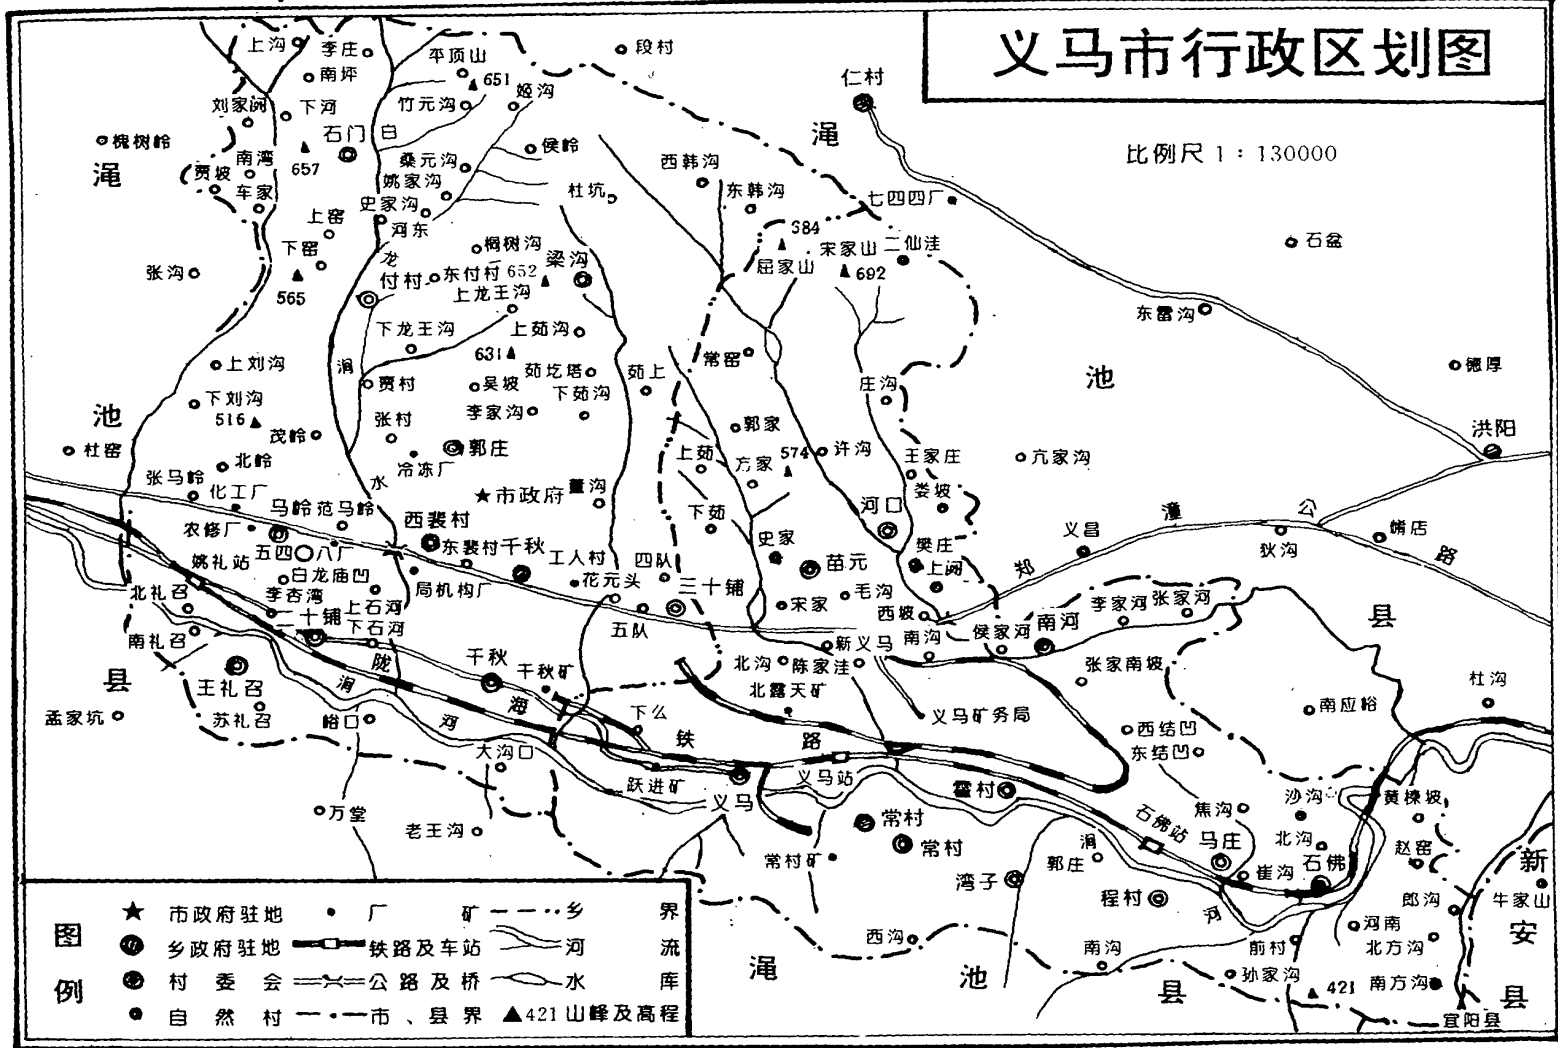 义马市行政区划图
比例尺 1：130000
上沟
李庄
南坪
平顶山
651
段村
仁村
下河
竹元沟
姬沟
石门
白
槐树岭
渑
渑
657
南湾
贾坡
车家
桑元沟
姚家沟
侯岭
杜坑
西韩沟
东韩沟
七四四厂
上窑
史家沟
河东
下窑
565
张沟
龙
付村
桐树沟
东付村
652
梁沟
上龙王沟
684
宋家山
二仙洼
屈家山
692
石盆
东雷沟
下龙王沟
上茹沟
631
涧
上刘沟
贾村
吴坡
茹圪塔
下茹沟
茹上
常窑
庄沟
池
德厚
下刘沟
516
池
茂岭
张村
李家沟
郭庄
冷冻厂
郭家
许沟
洪阳
杜窑
北岭
张马岭
化工厂
水
市政府
董沟
上茹
方家
574
王家庄
娄坡
亢家沟
马岭
范马岭
西裴村
下茹
河口
农修厂
五四〇八厂
东裴村
千秋
工人村
四队
史家
苗元
樊庄
上河
义昌
潼
公
狄沟
路
郑
姚礼站
白龙庙凹
局机构厂
花元头
三十铺
北礼召
李杏湾
上石河
二十铺
下石河
五队
宋家
毛沟
西坡
南礼召
新义马
南沟
侯家河
南河
李家河
张家河
县
王礼召
陇
千秋
千秋矿
北沟
陈家洼
张家南坡
县
孟家坑
苏礼召
峪口
涧
河
海
下么
铁
北露天矿
路
义马矿务局
西结凹
东结凹
南应峪
杜沟
大沟口
跃进矿
义马
义马站
霍村
石佛站
焦沟
沙沟
黄楝坡
万堂
老王沟
常村
常村
常村矿
涧
郭庄
马庄
北沟
石佛
崔沟
赵窑
新
湾子
程村
河
郎沟
牛家山
西沟
南沟
前村
河南
北方沟
安
渑
池
县
孙家沟
421
南方沟
县
宜阳县
图例
市政府驻地
厂矿
乡界
乡政府驻地
铁路及车站
河流
村委会
公路及桥
水库
自然村
市、县界
421山峰及高程